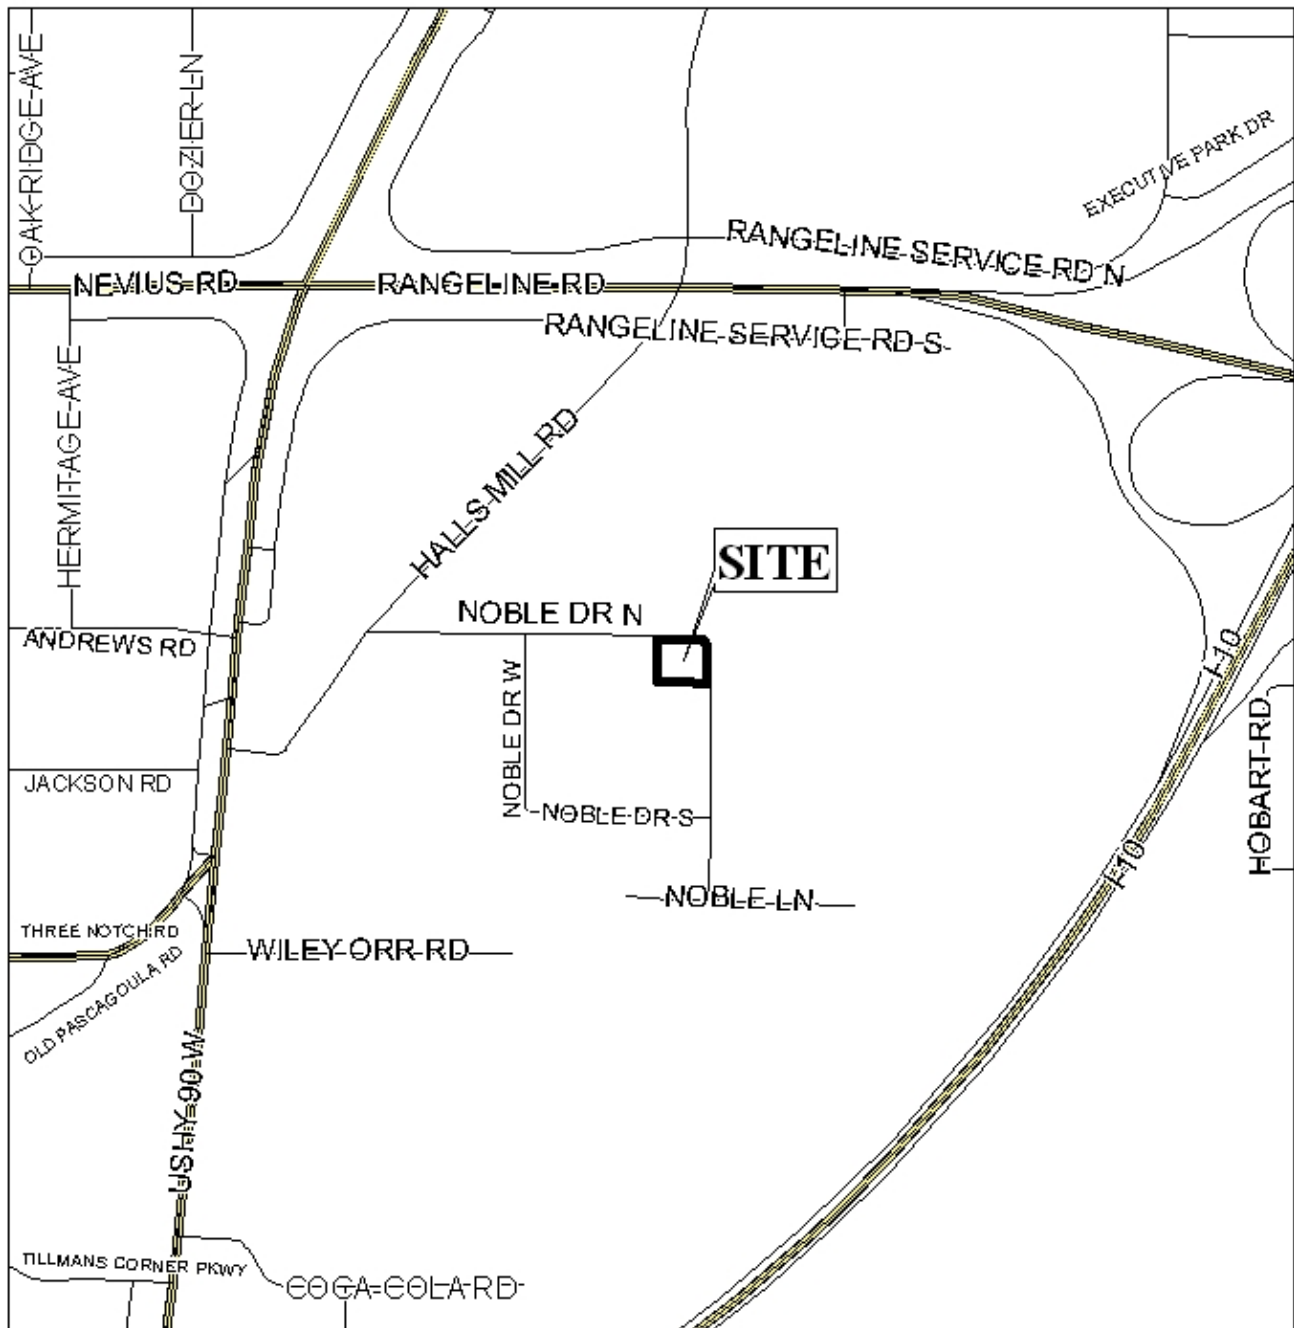 OAK RIDGE AVE
DOZIER LN
EXECUTIVE PARK DR
RANGELINE SERVICE RD N
NEVIUS RD
RANGELINE RD
RANGELINE SERVICE RD S
HERMITAGE AVE
HALLS MILL RD
SITE
NOBLE DR N
ANDREWS RD
I-10
NOBLE DR W
HOBART RD
JACKSON RD
NOBLE DR S
I-10
NOBLE LN
THREE NOTCH RD
WILEY ORR RD
OLD PASCAGOULA RD
US HY 90 W
TILLMANS CORNER PKWY
COCA COLA RD